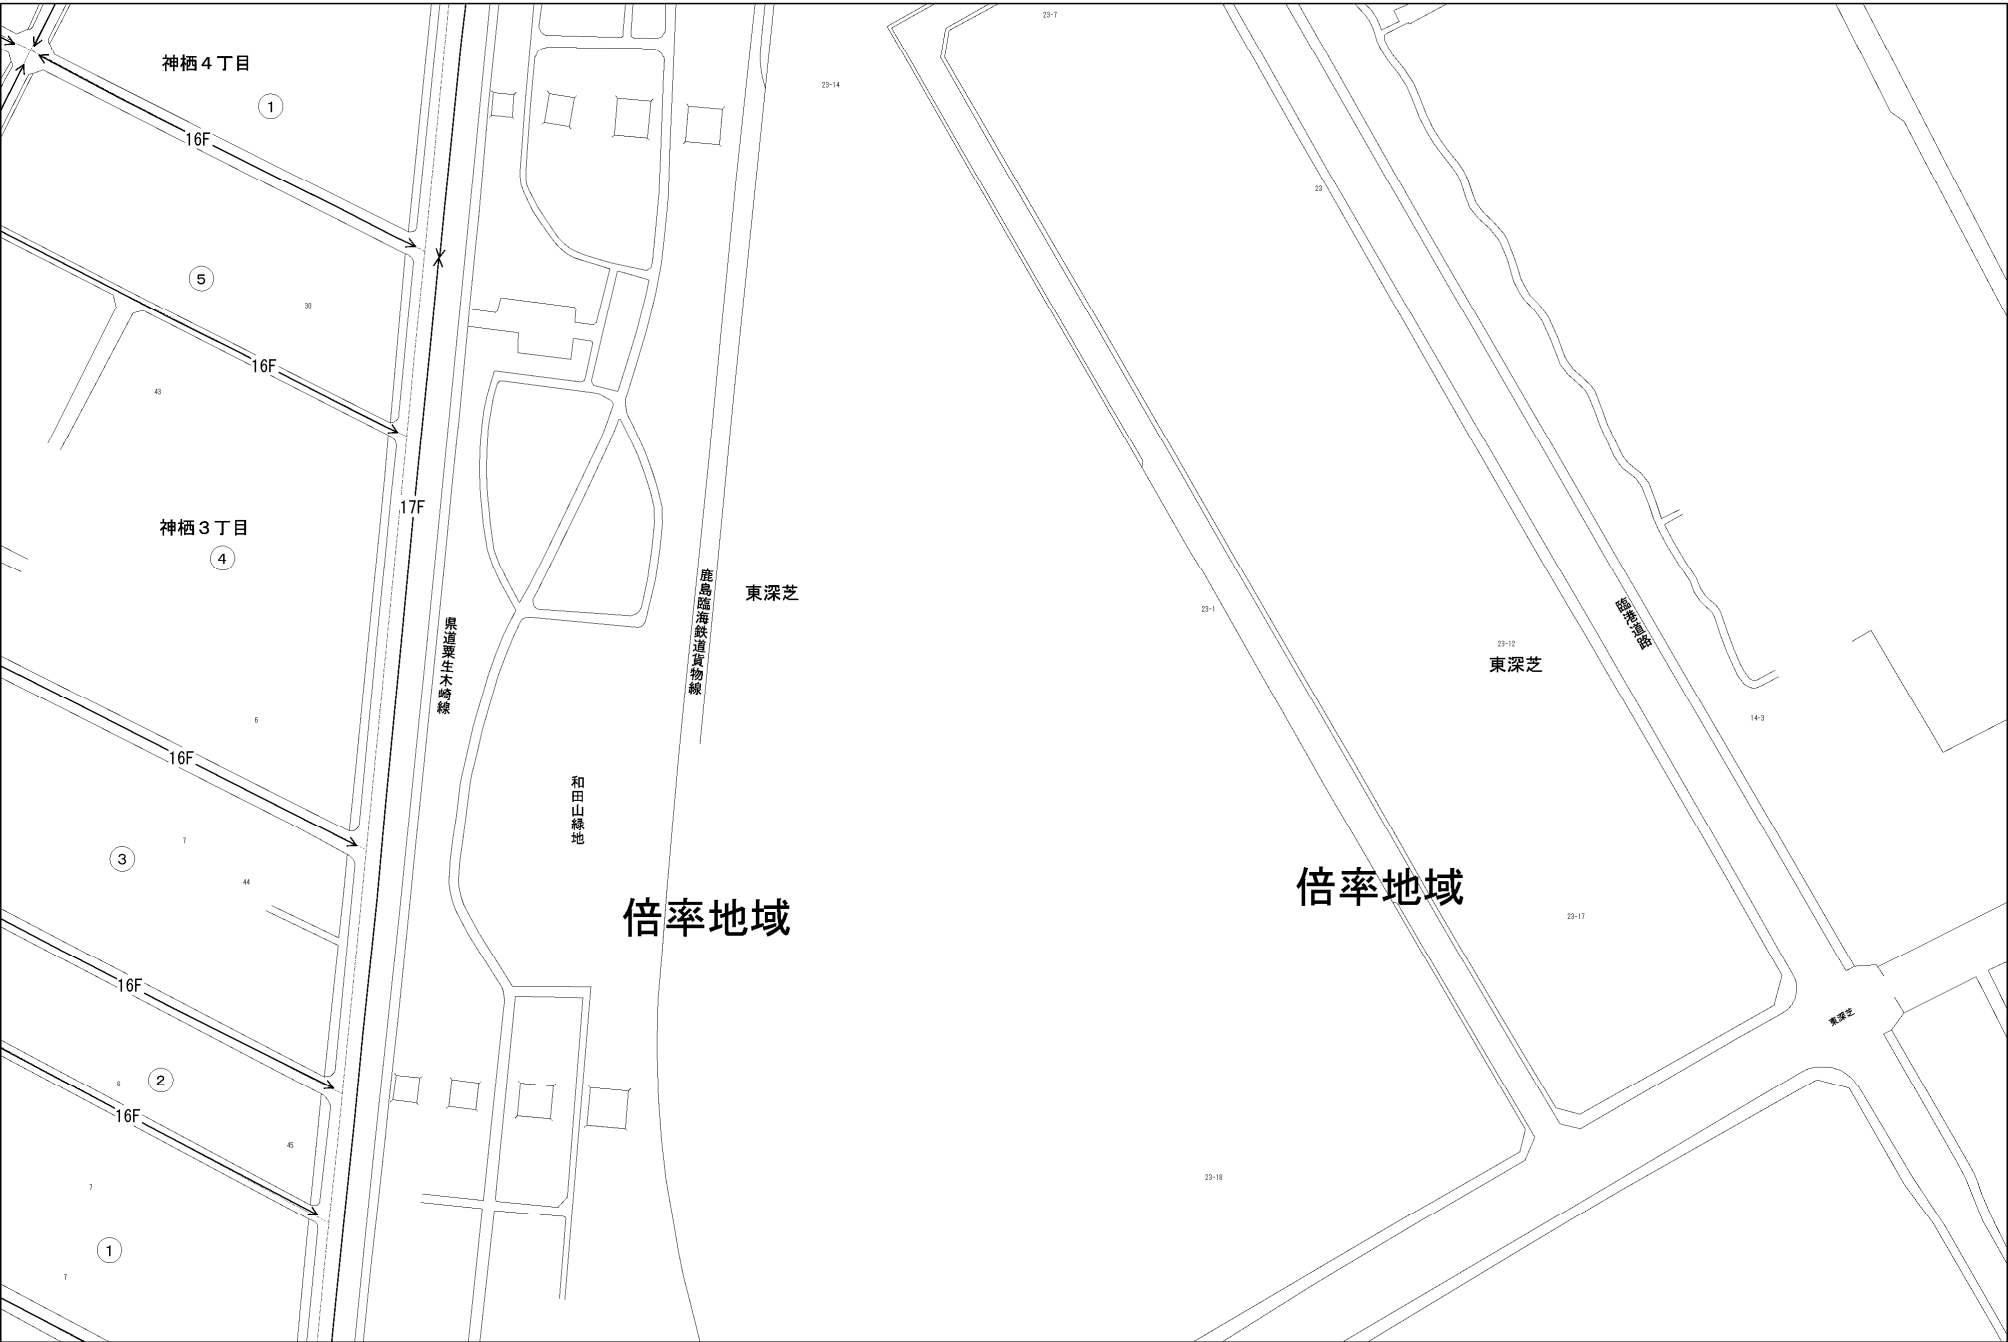 23-7
神栖４丁目
23-14
①
16F
23
⑤
30
16F
43
17F
神栖３丁目
④
鹿島臨海鉄道貨物線
東深芝
23-1
臨港道路
県道粟生木崎線
23-12
東深芝
6
14-3
16F
和田山緑地
7
③
44
倍率地域
倍率地域
23-17
16F
東深芝
②
6
16F
45
23-18
7
①
7